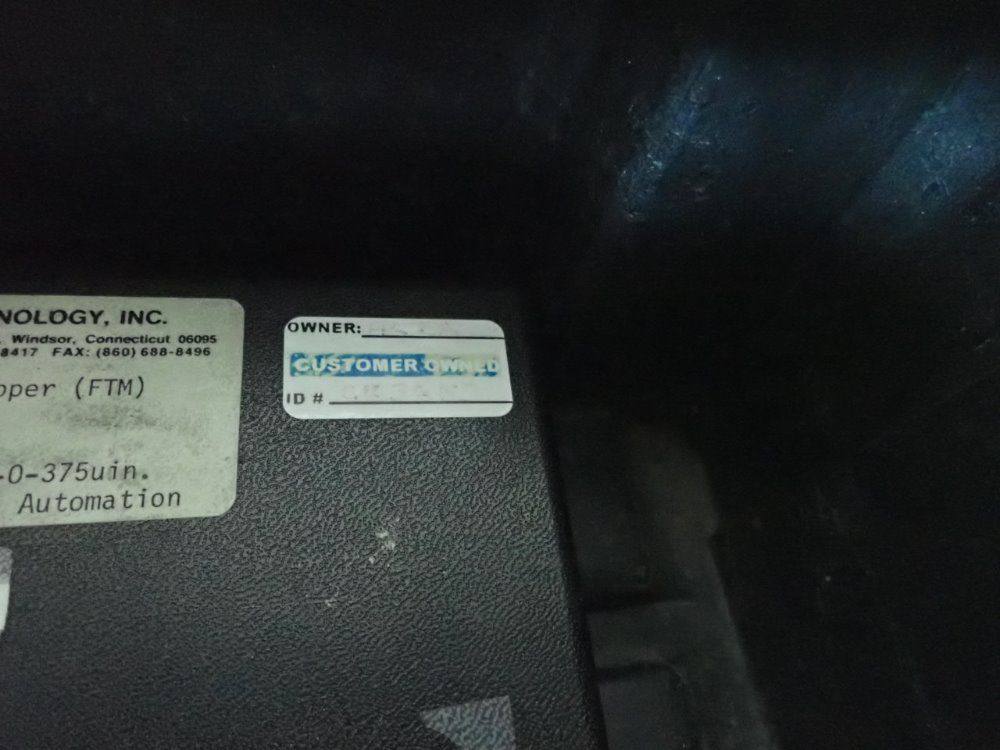 NOLOGY, INC.
. Windsor, Connecticut 06095
8417 FAX: (860) 688-8496
pper (FTM)
-0-375uin.
Automation
OWNER:
CUSTOMER OWNED
ID #